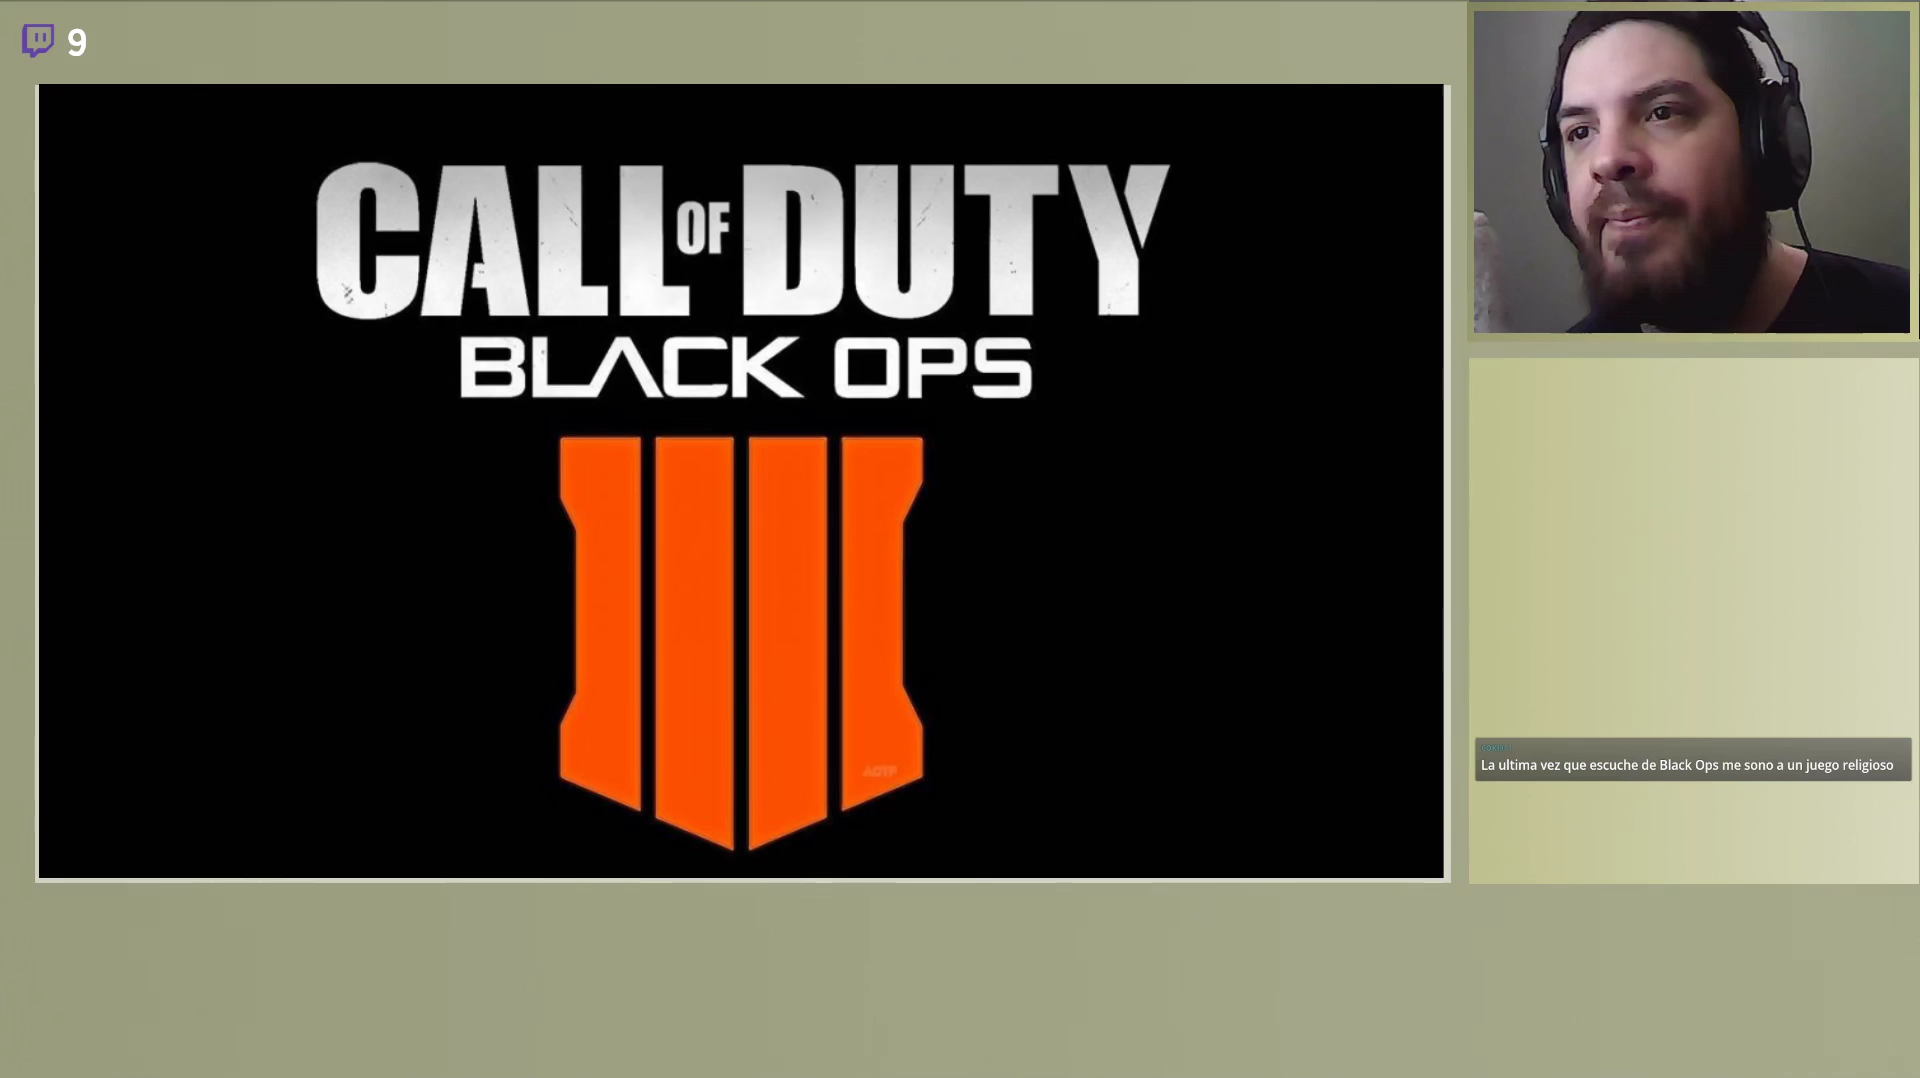 9
CALL OF DUTY
BLACK OPS
IIII
La ultima vez que escuche de Black Ops me sono a un juego religioso